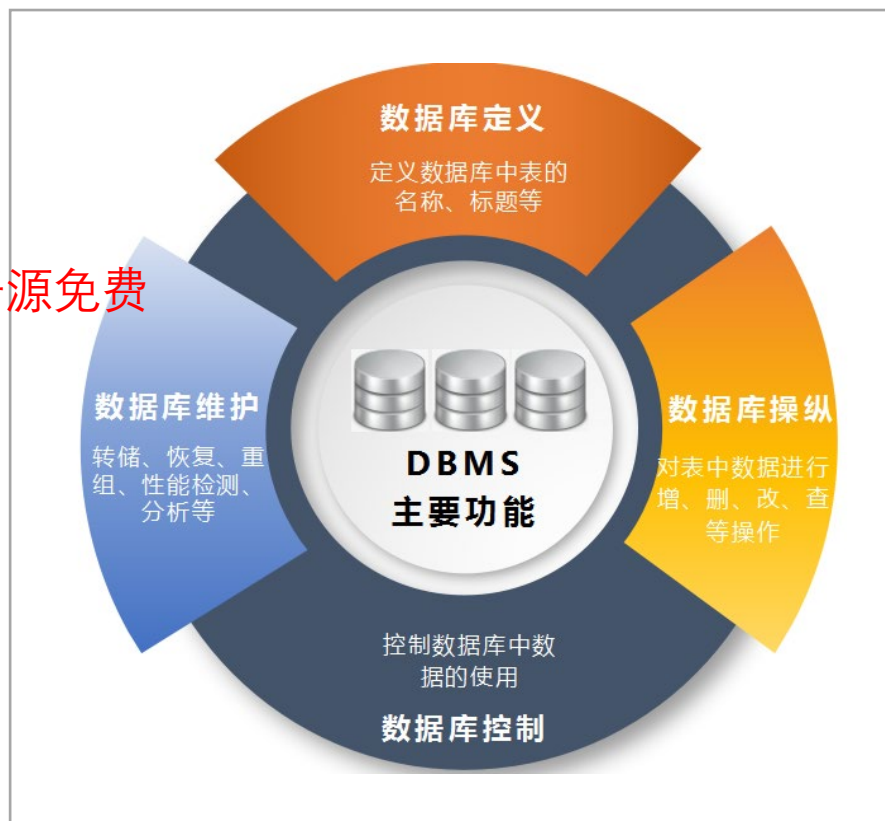 数据库定义
定义数据库中表的
名称、标题等
源免费
数据库维护
转储、恢复、重
组、性能检测、
分析等
DBMS
主要功能
数据库操纵
对表中数据进行
增、删、改、查
等操作
控制数据库中数
据的使用
数据库控制